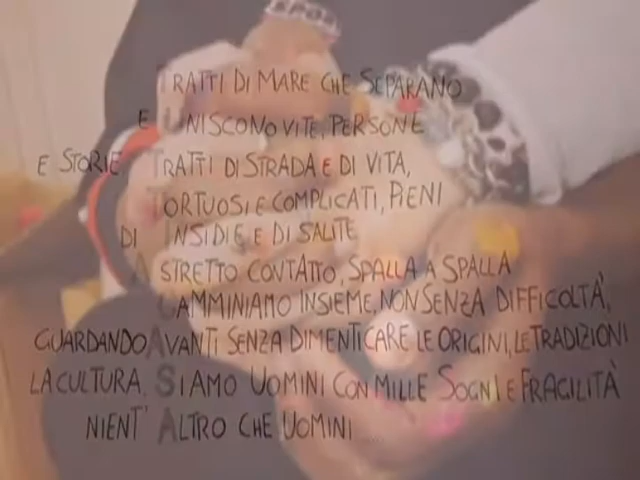 TRATTI DI MARE CHE SEPARANO
E UNISCONO VITE, PERSONE
E STORIE TRATTI DI STRADA E DI VITA,
TORTUOSI E COMPLICATI, PIENI
DI INSIDIE E DI SALITE
A STRETTO CONTATTO, SPALLA A SPALLA
CAMMINIAMO INSIEME, NON SENZA DIFFICOLTÀ,
GUARDANDO AVANTI SENZA DIMENTICARE LE ORIGINI, LE TRADIZIONI
LA CULTURA. SIAMO UOMINI CON MILLE SOGNI E FRAGILITÀ
NIENT' ALTRO CHE UOMINI